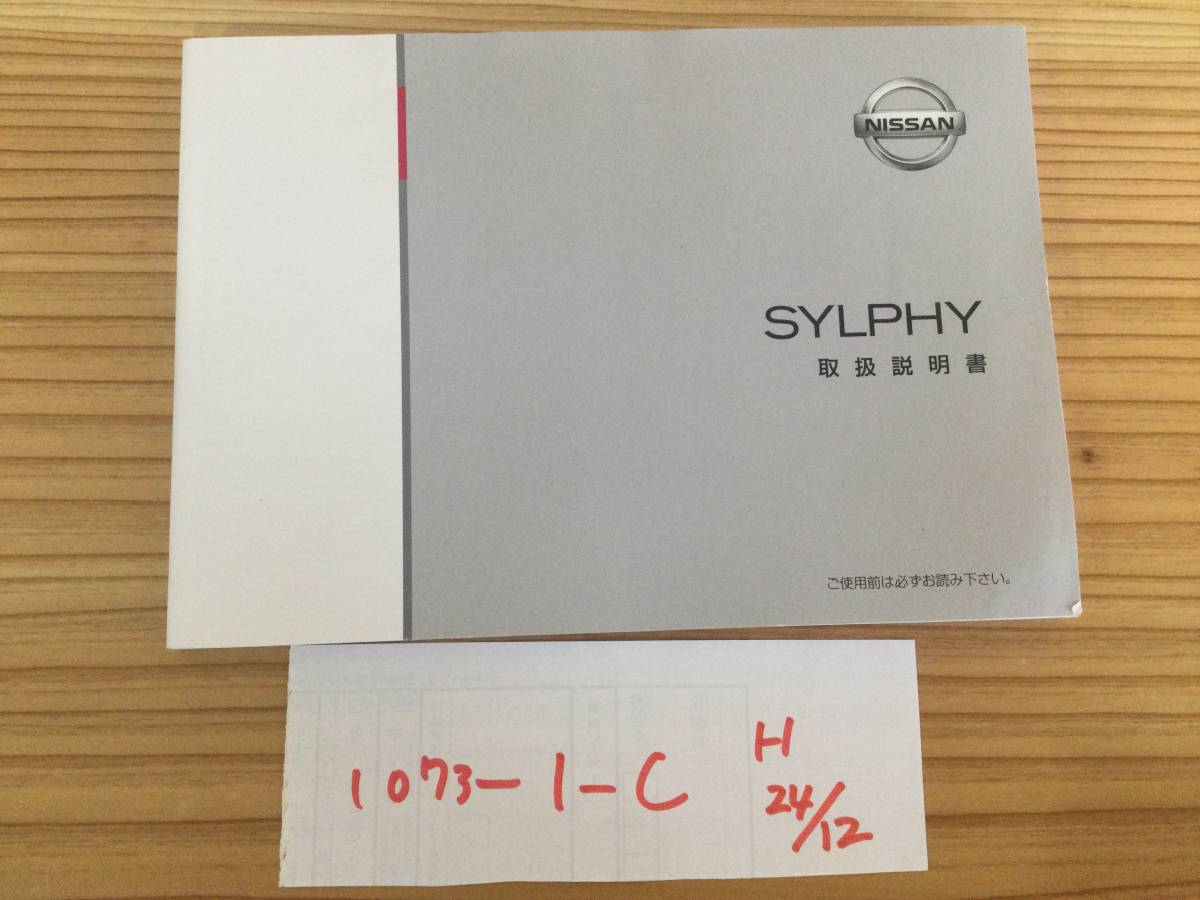 NISSAN
SYLPHY
取扱説明書
ご使用前は必ずお読み下さい。
1073-1-C
H
24/12